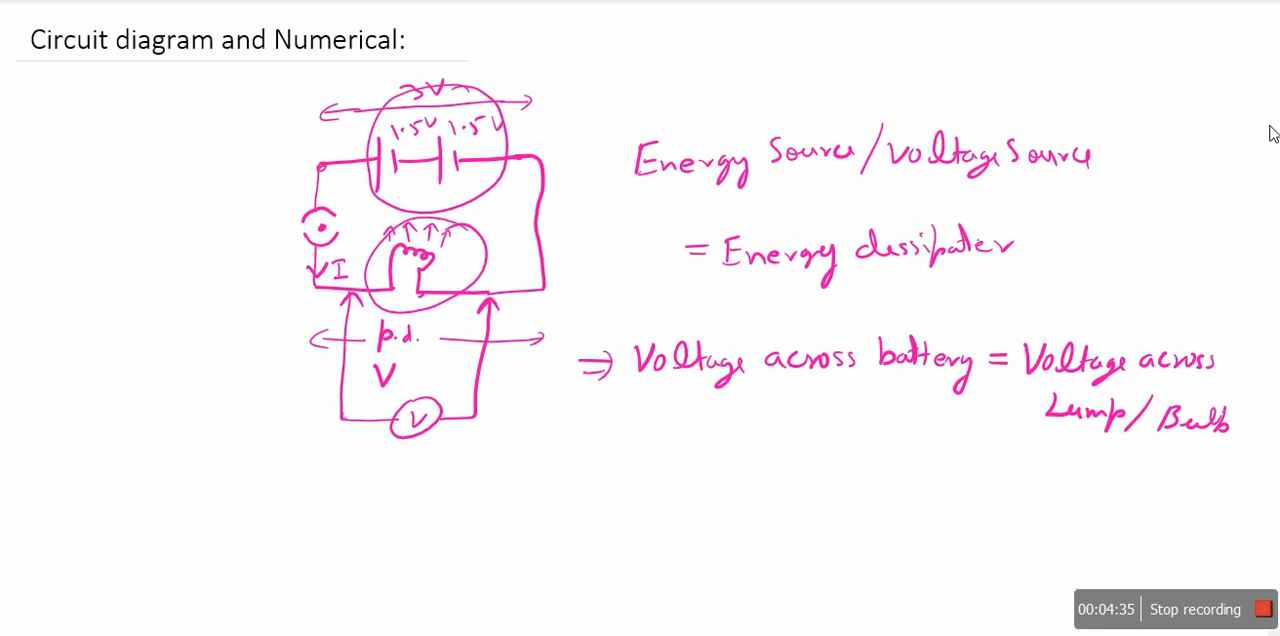 Circuit diagram and Numerical:
3V
1.5V 1.5V
Energy Source/Voltage Source
I
= Energy dissipater
p.d.
V
⇒ Voltage across battery = Voltage across
Lump/Bulb
V
00:04:35 Stop recording